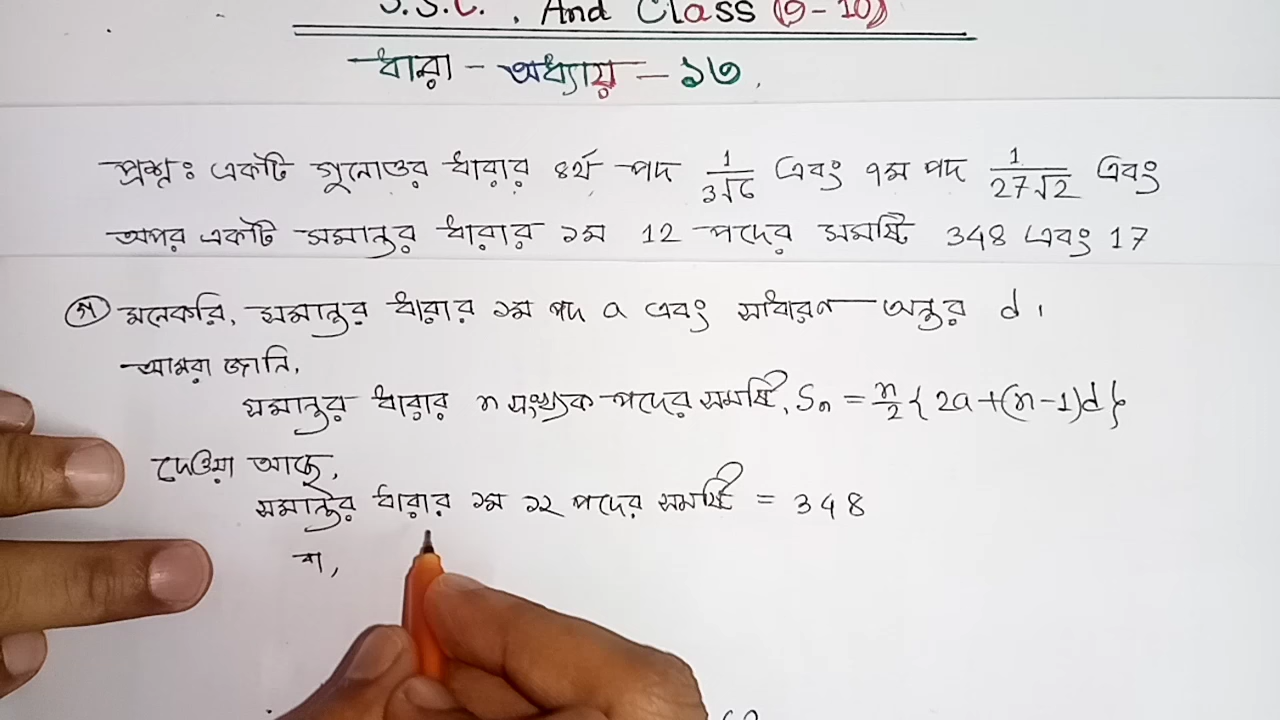 S.S.C. , And Class (9-10)
ধারা - অধ্যায় - ১৩
প্রশ্নঃ একটি গুনোত্তর ধারার ৪র্থ পদ 1/3√6 এবং ৭ম পদ 1/27√2 এবং
অপর একটি সমান্তর ধারার ১ম 12 পদের সমষ্টি 348 এবং 17
গ মনেকরি, সমান্তর ধারার ১ম পদ a এবং সাধারণ অন্তর d।
আমরা জানি,
সমান্তর ধারার n সংখ্যক পদের সমষ্টি, Sₙ = n/2 {2a+(n-1)d}
দেওয়া আছে,
সমান্তর ধারার ১ম ১২ পদের সমষ্টি = 348
বা,